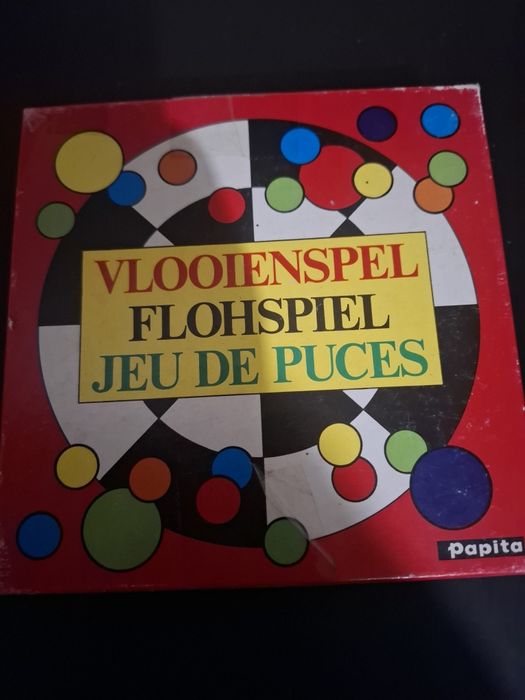 VLOOIENSPEL
FLOHSPIEL
JEU DE PUCES
Papita